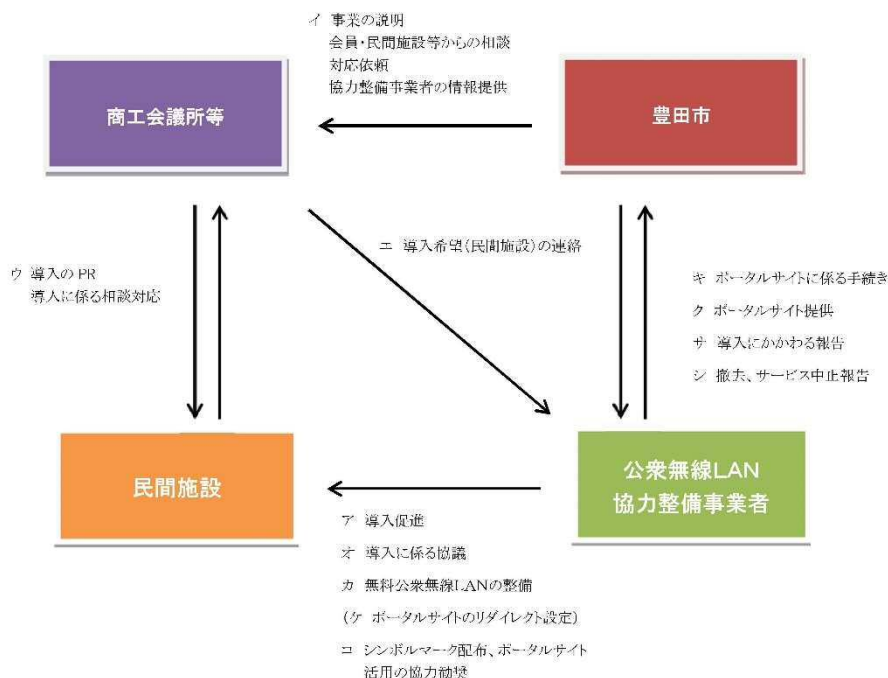 イ 事業の説明
会員・民間施設等からの相談
対応依頼
協力整備事業者の情報提供
商工会議所等
豊田市
エ 導入希望(民間施設)の連絡
ウ 導入のPR
導入に係る相談対応
キ ポータルサイトに係る手続き
ク ポータルサイト提供
サ 導入にかかわる報告
シ 撤去、サービス中止報告
民間施設
公衆無線LAN
協力整備事業者
ア 導入促進
オ 導入に係る協議
カ 無料公衆無線LANの整備
(ケ ポータルサイトのリダイレクト設定)
コ シンボルマーク配布、ポータルサイト
活用の協力勧奨